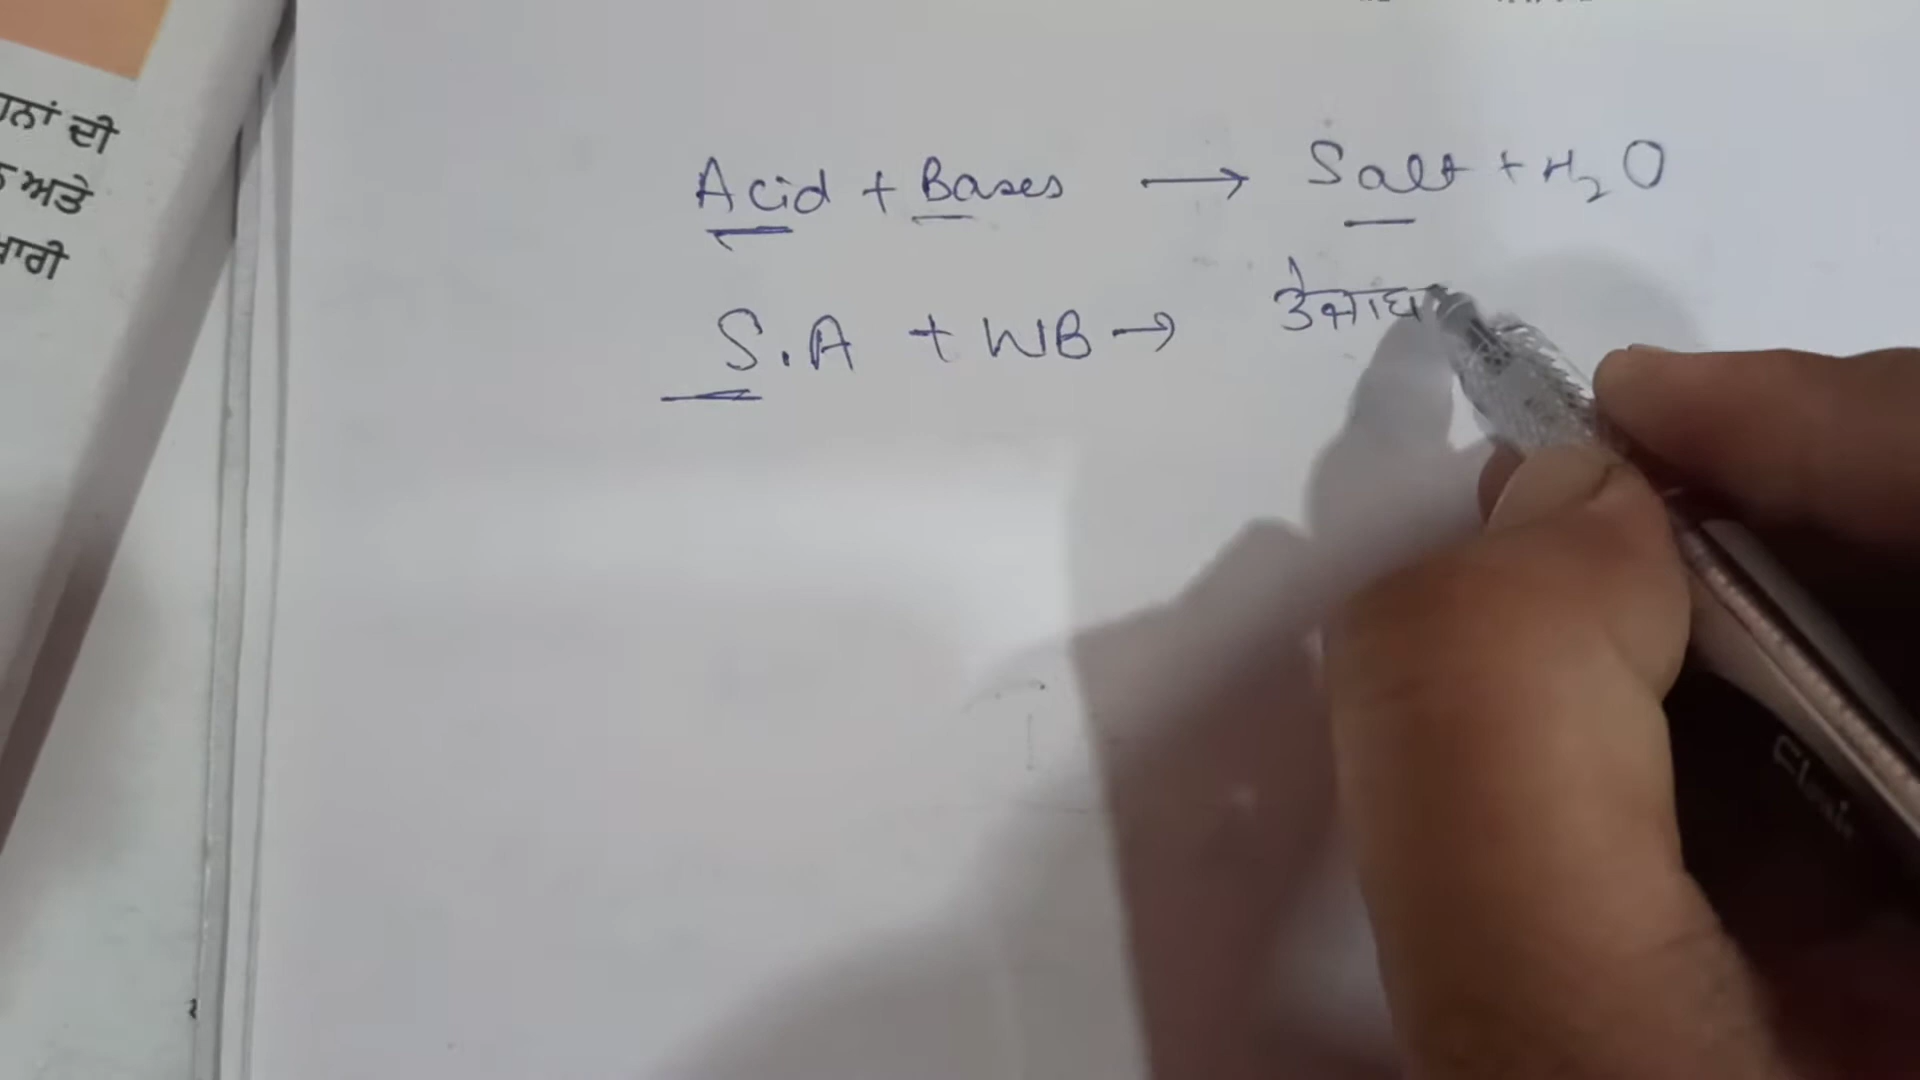 ਦੀ
ਅਤੇ
Acid + Bases → Salt + H₂O
S.A + WB → ਤੇਜਾਬ